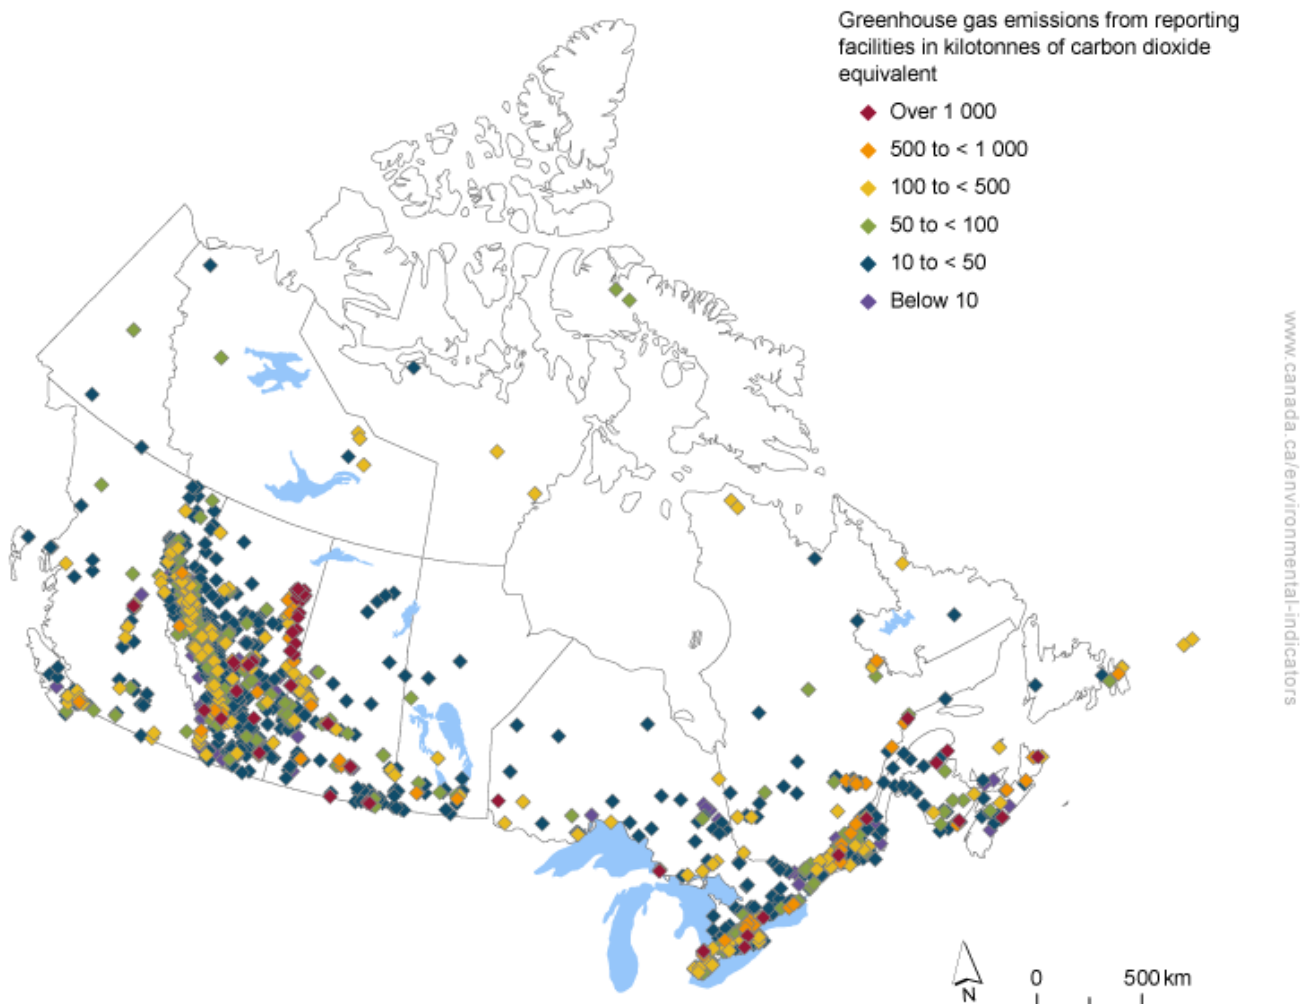 Greenhouse gas emissions from reporting
facilities in kilotonnes of carbon dioxide
equivalent
Over 1 000
500 to < 1 000
100 to < 500
50 to < 100
10 to < 50
Below 10
www.canada.ca/environmental-indicators
N
0 500 km